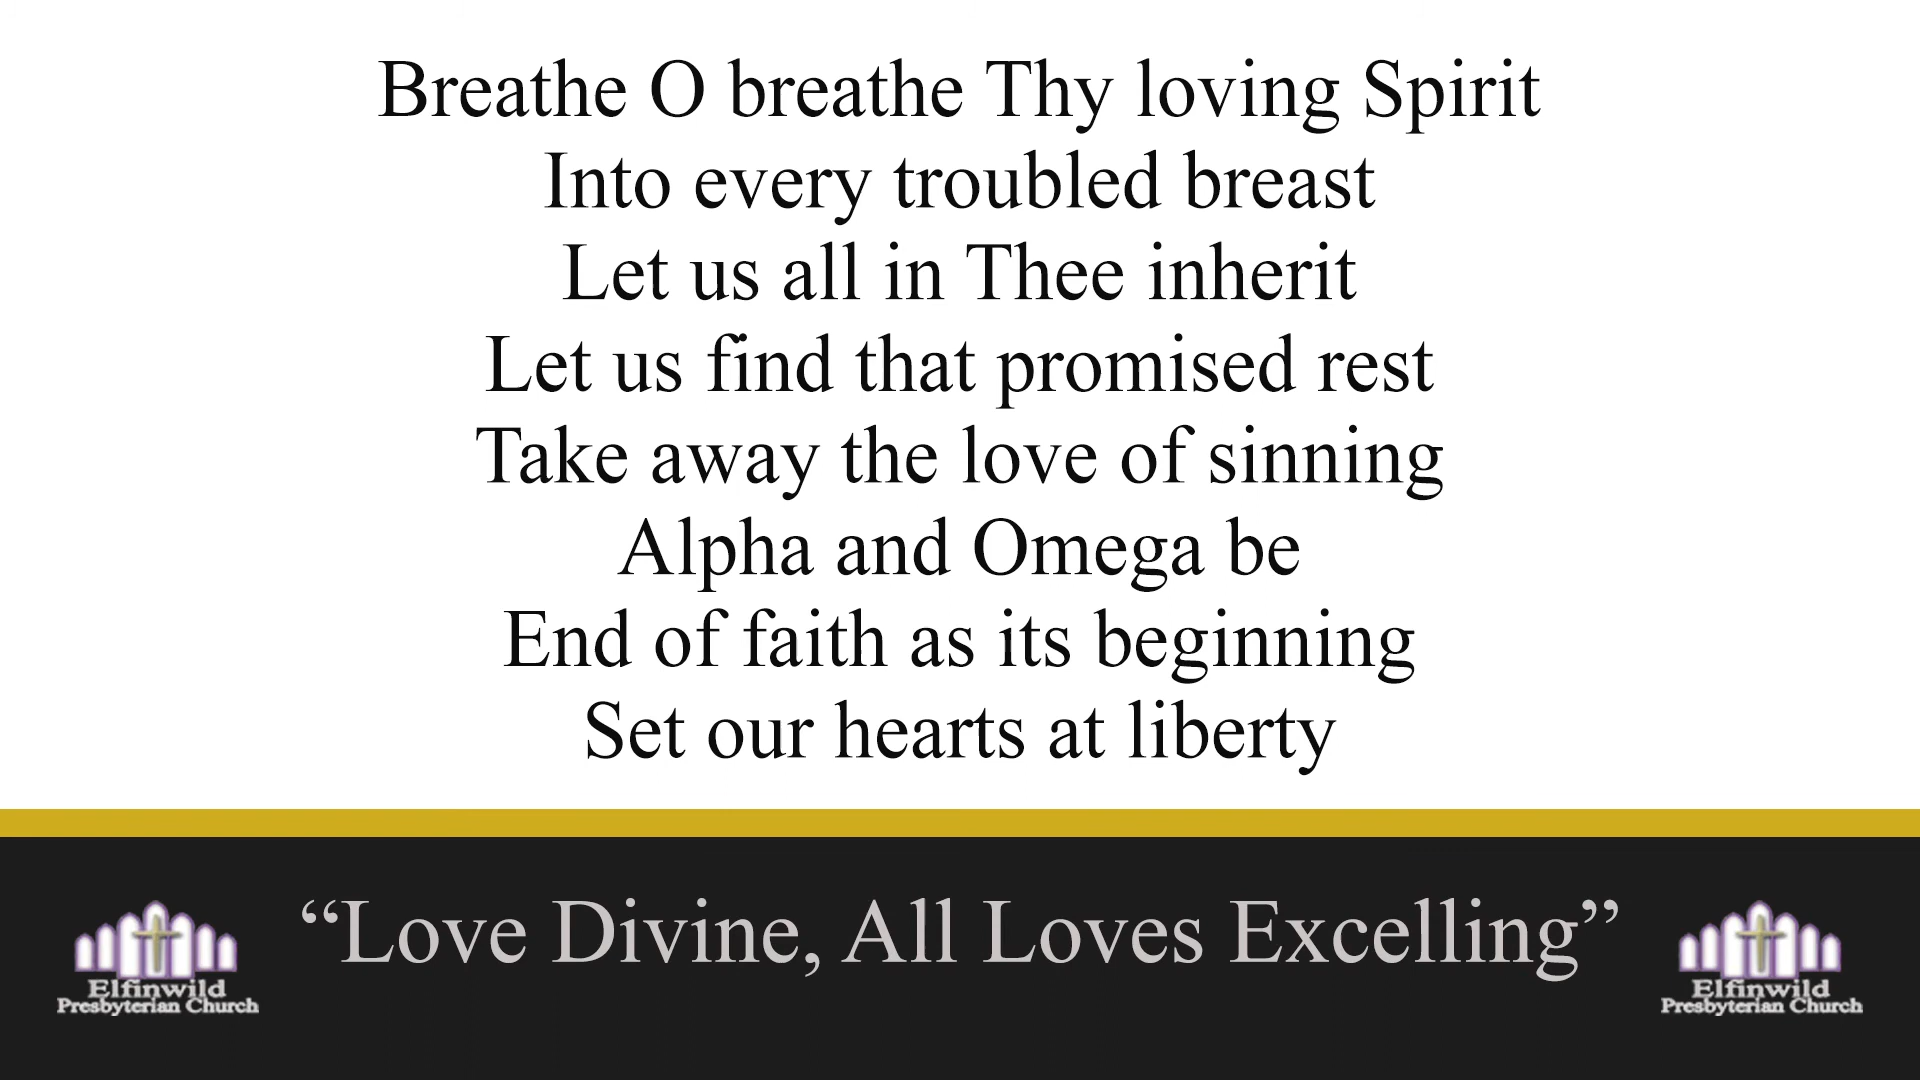 Breathe O breathe Thy loving Spirit
Into every troubled breast
Let us all in Thee inherit
Let us find that promised rest
Take away the love of sinning
Alpha and Omega be
End of faith as its beginning
Set our hearts at liberty
“Love Divine, All Loves Excelling”
Elfinwild
Presbyterian Church
Elfinwild
Presbyterian Church